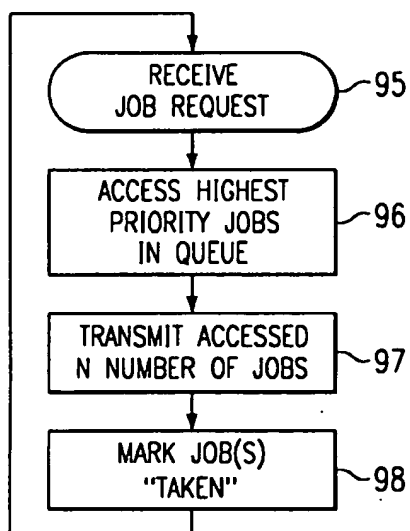 RECEIVE
JOB REQUEST
95
ACCESS HIGHEST
PRIORITY JOBS
IN QUEUE
96
TRANSMIT ACCESSED
N NUMBER OF JOBS
97
MARK JOB(S)
"TAKEN"
98